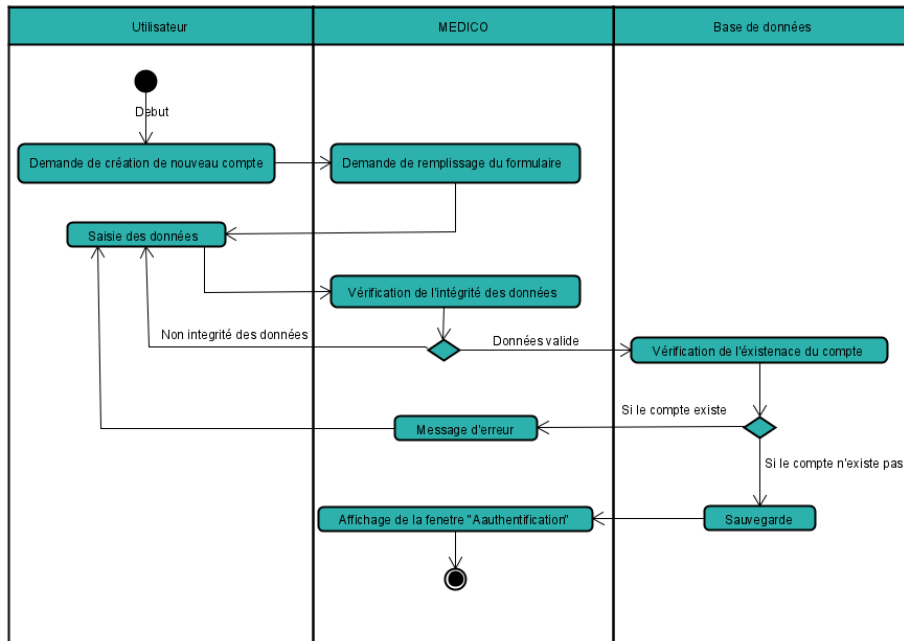 Utilisateur
MEDICO
Base de données
Debut
Demande de création de nouveau compte
Demande de remplissage du formulaire
Saisie des données
Vérification de l'intégrité des données
Non integrité des données
Données valide
Vérification de l'éxistenace du compte
Si le compte existe
Message d'erreur
Si le compte n'existe pas
Affichage de la fenetre "Aauthentification"
Sauvegarde